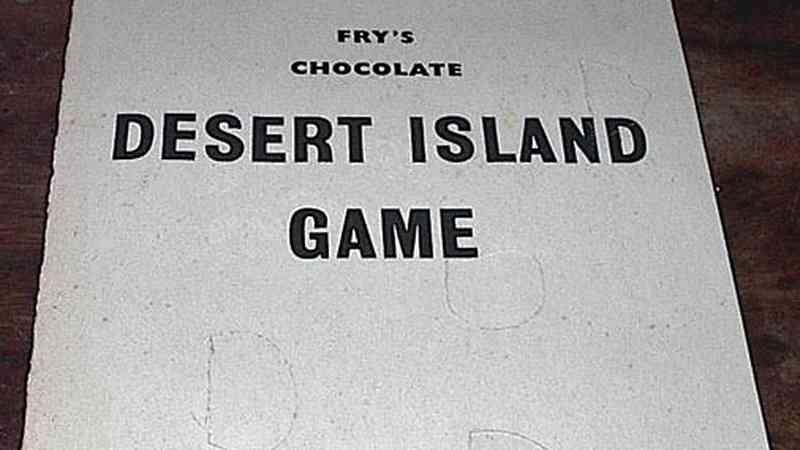 FRY'S
CHOCOLATE
DESERT ISLAND
GAME